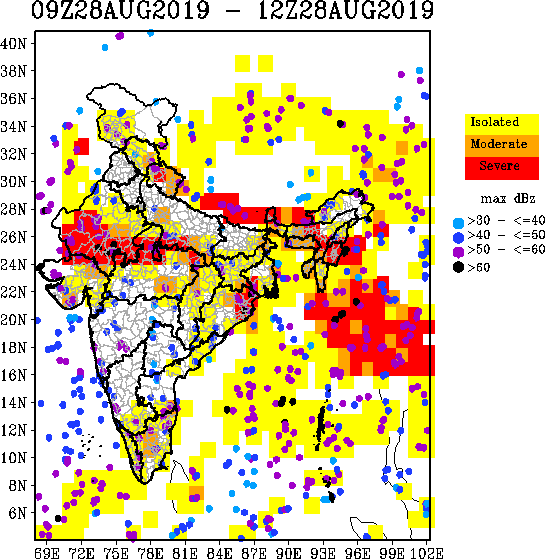 09Z28AUG2019 - 12Z28AUG2019
40N
38N
36N
34N
32N
30N
28N
26N
24N
22N
20N
18N
16N
14N
12N
10N
8N
6N
69E 72E 75E 78E 81E 84E 87E 90E 93E 96E 99E 102E
Isolated
Moderate
Severe
max dBz
>30 - <=40
>40 - <=50
>50 - <=60
>60